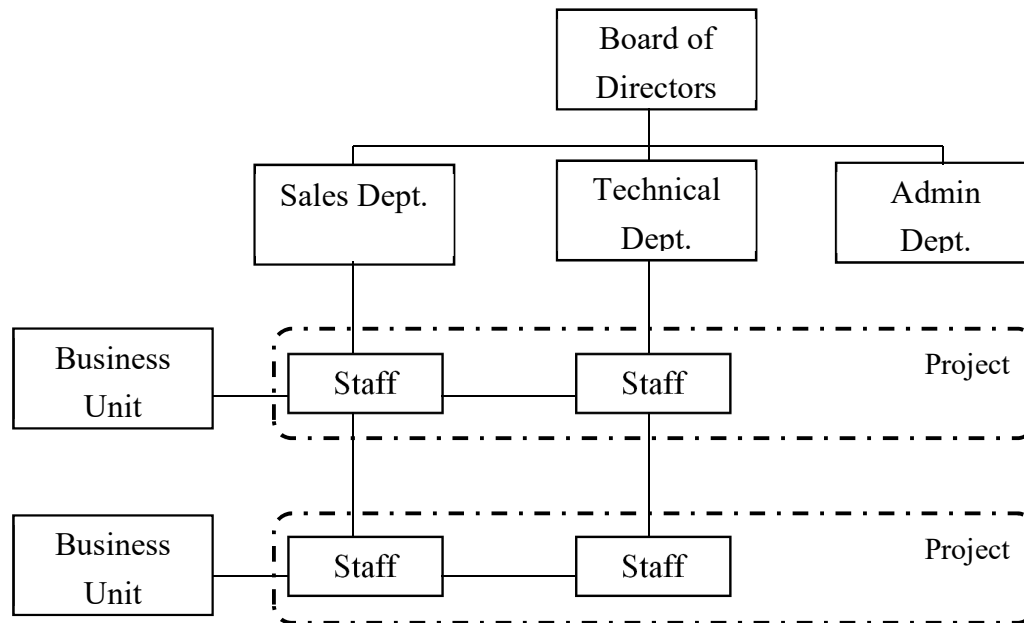 Board of
Directors
Sales Dept.
Technical
Dept.
Admin
Dept.
Business
Unit
Staff
Staff
Project
Business
Unit
Staff
Staff
Project